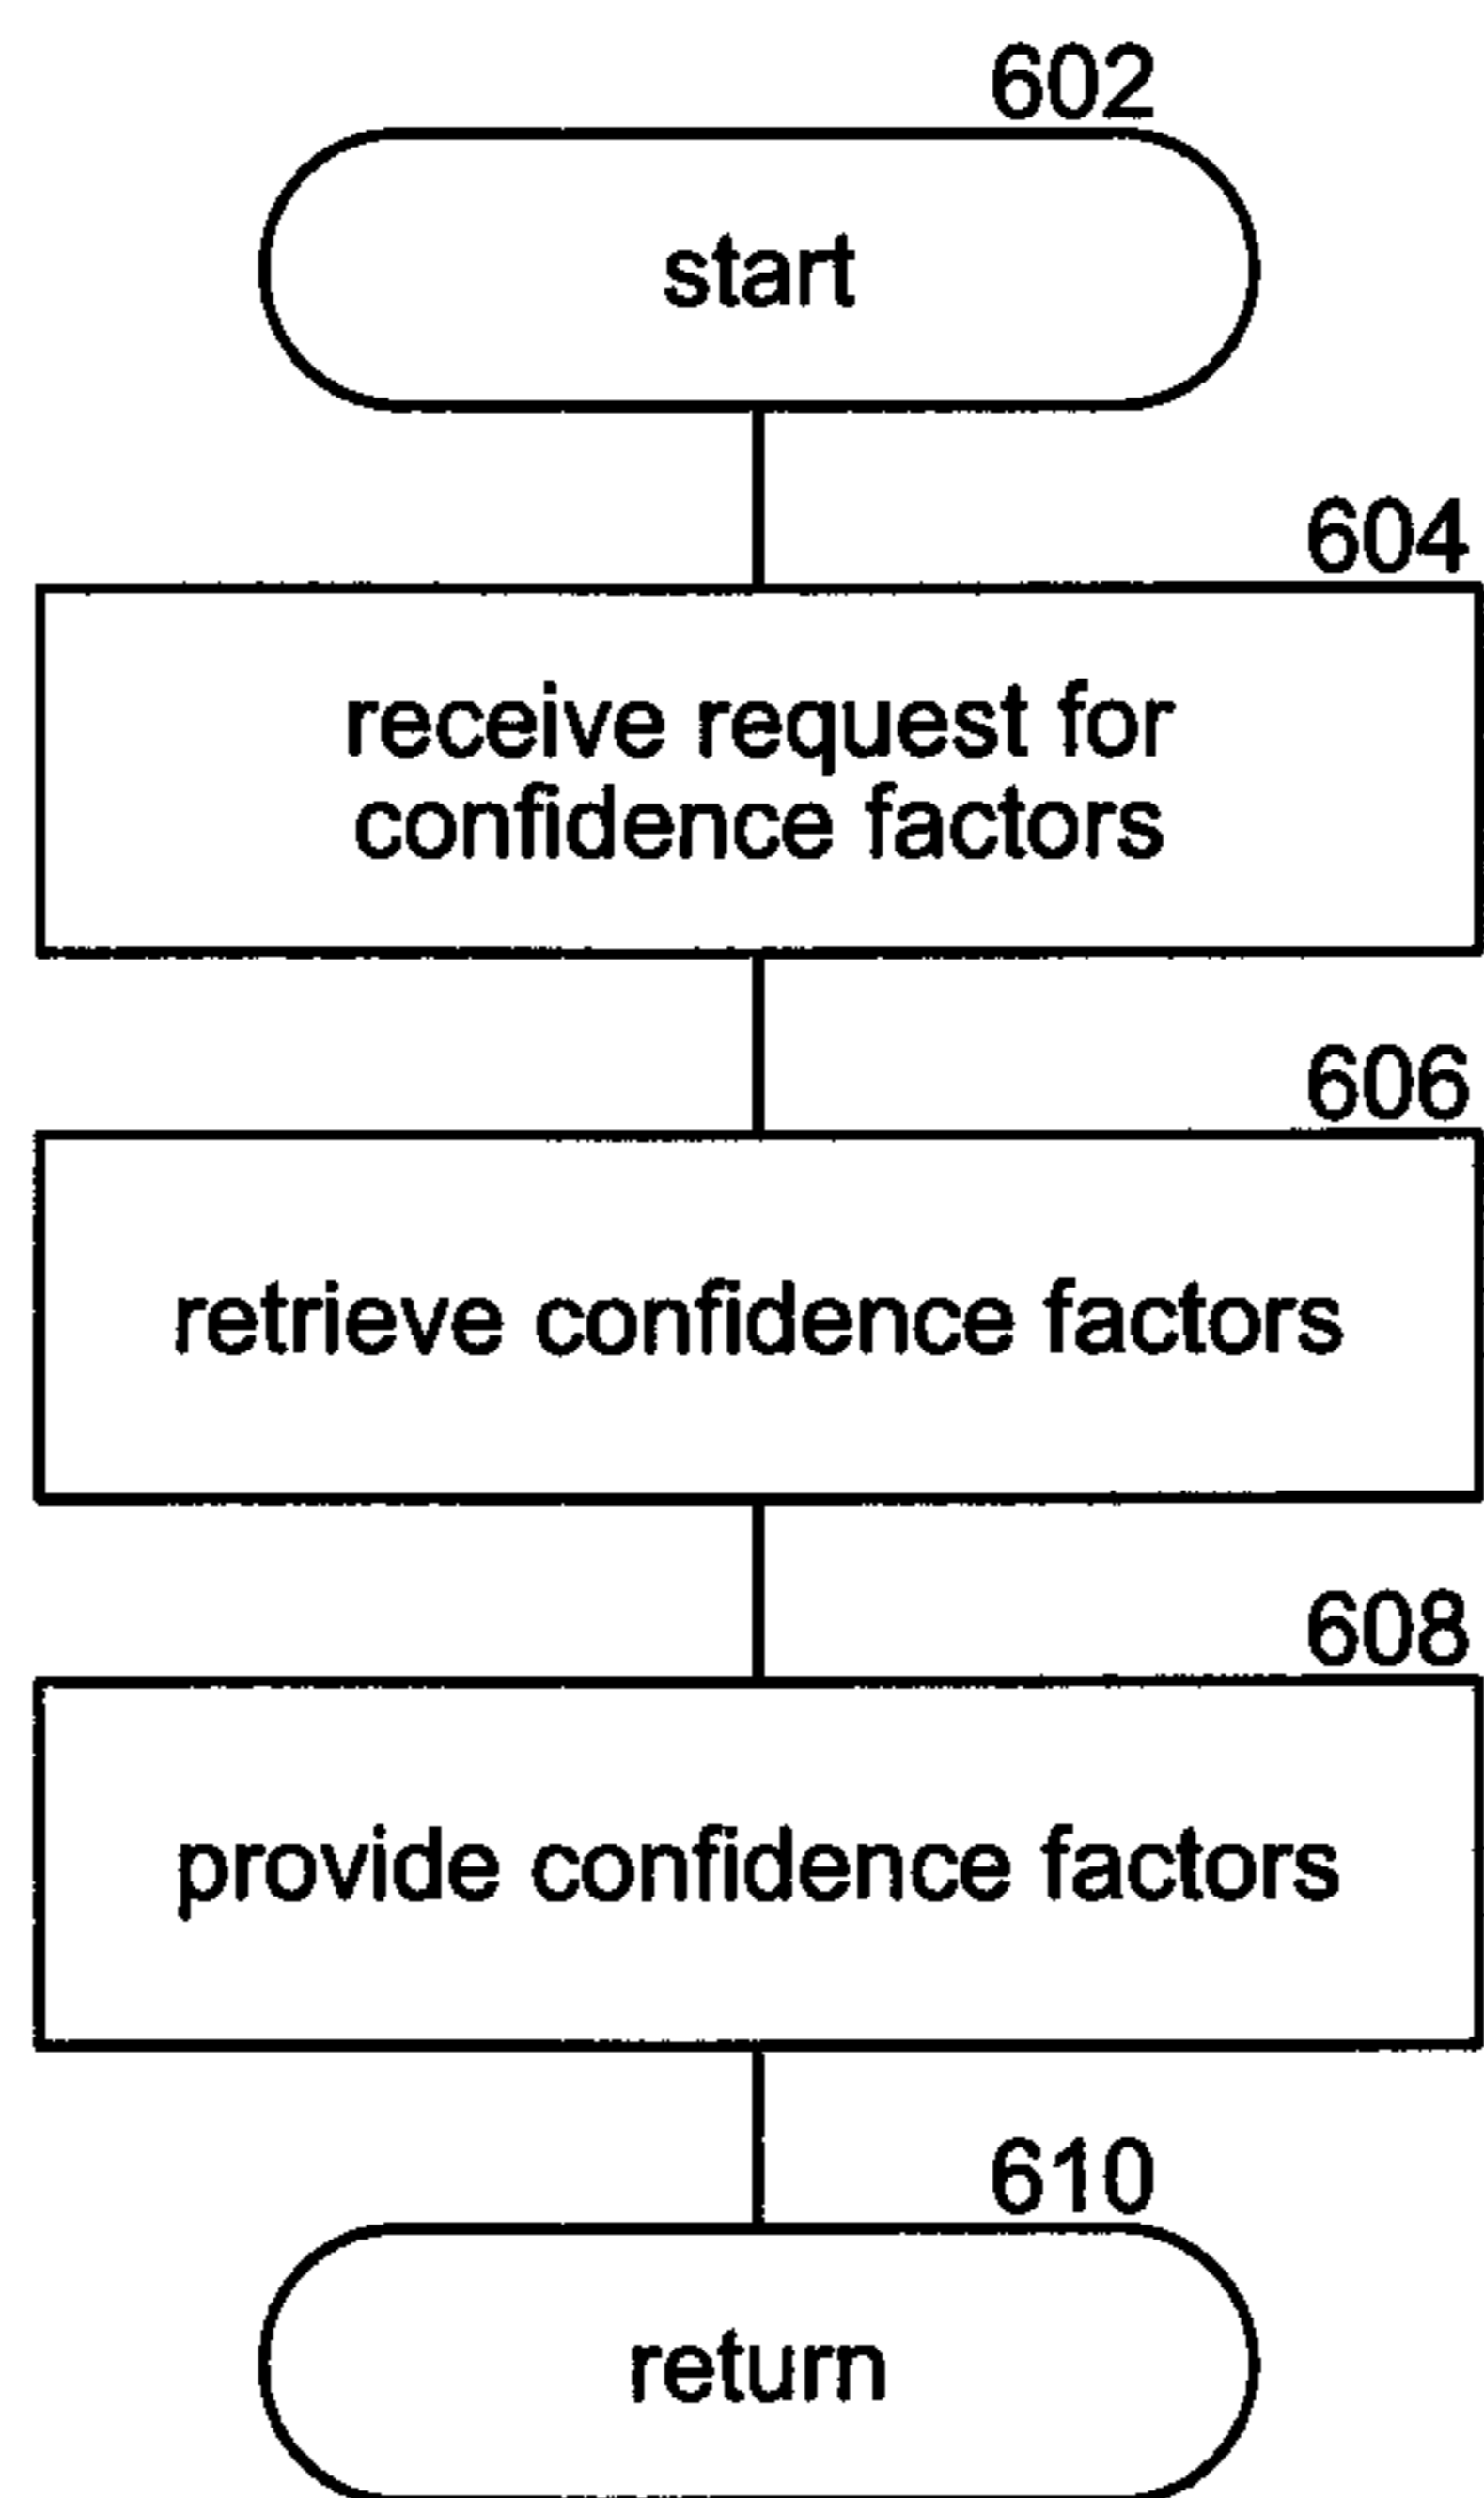 602
start
604
receive request for
confidence factors
606
retrieve confidence factors
608
provide confidence factors
610
return